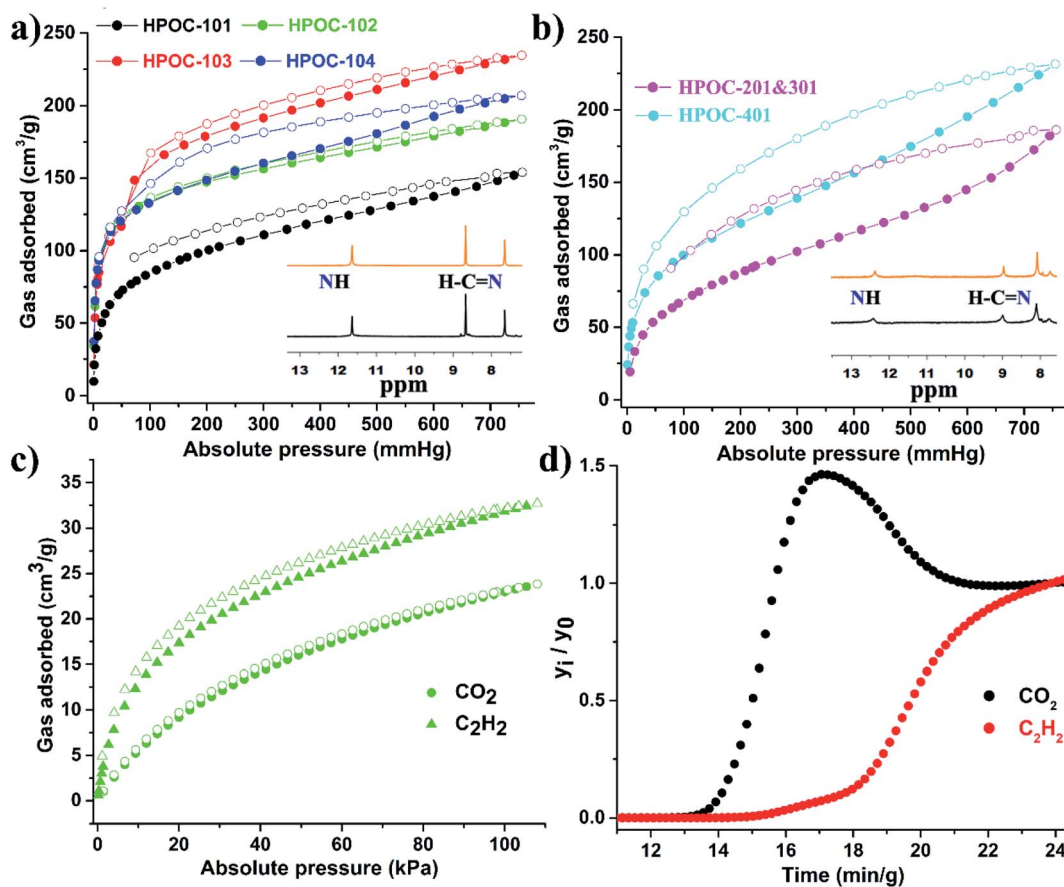 a)
HPOC-101 HPOC-102
HPOC-103 HPOC-104
Gas adsorbed (cm³/g)
250
200
150
100
50
0
NH H-C=N
13 12 11 10 9 8
ppm
0 100 200 300 400 500 600 700
Absolute pressure (mmHg)
b)
HPOC-201&301
HPOC-401
Gas adsorbed (cm³/g)
250
200
150
100
50
0
NH H-C=N
13 12 11 10 9 8
ppm
0 100 200 300 400 500 600 700
Absolute pressure (mmHg)
c)
Gas adsorbed (cm³/g)
35
30
25
20
15
10
5
0
CO₂
C₂H₂
0 20 40 60 80 100
Absolute pressure (kPa)
d)
yᵢ / y₀
1.5
1.0
0.5
0.0
CO₂
C₂H₂
12 14 16 18 20 22 24
Time (min/g)